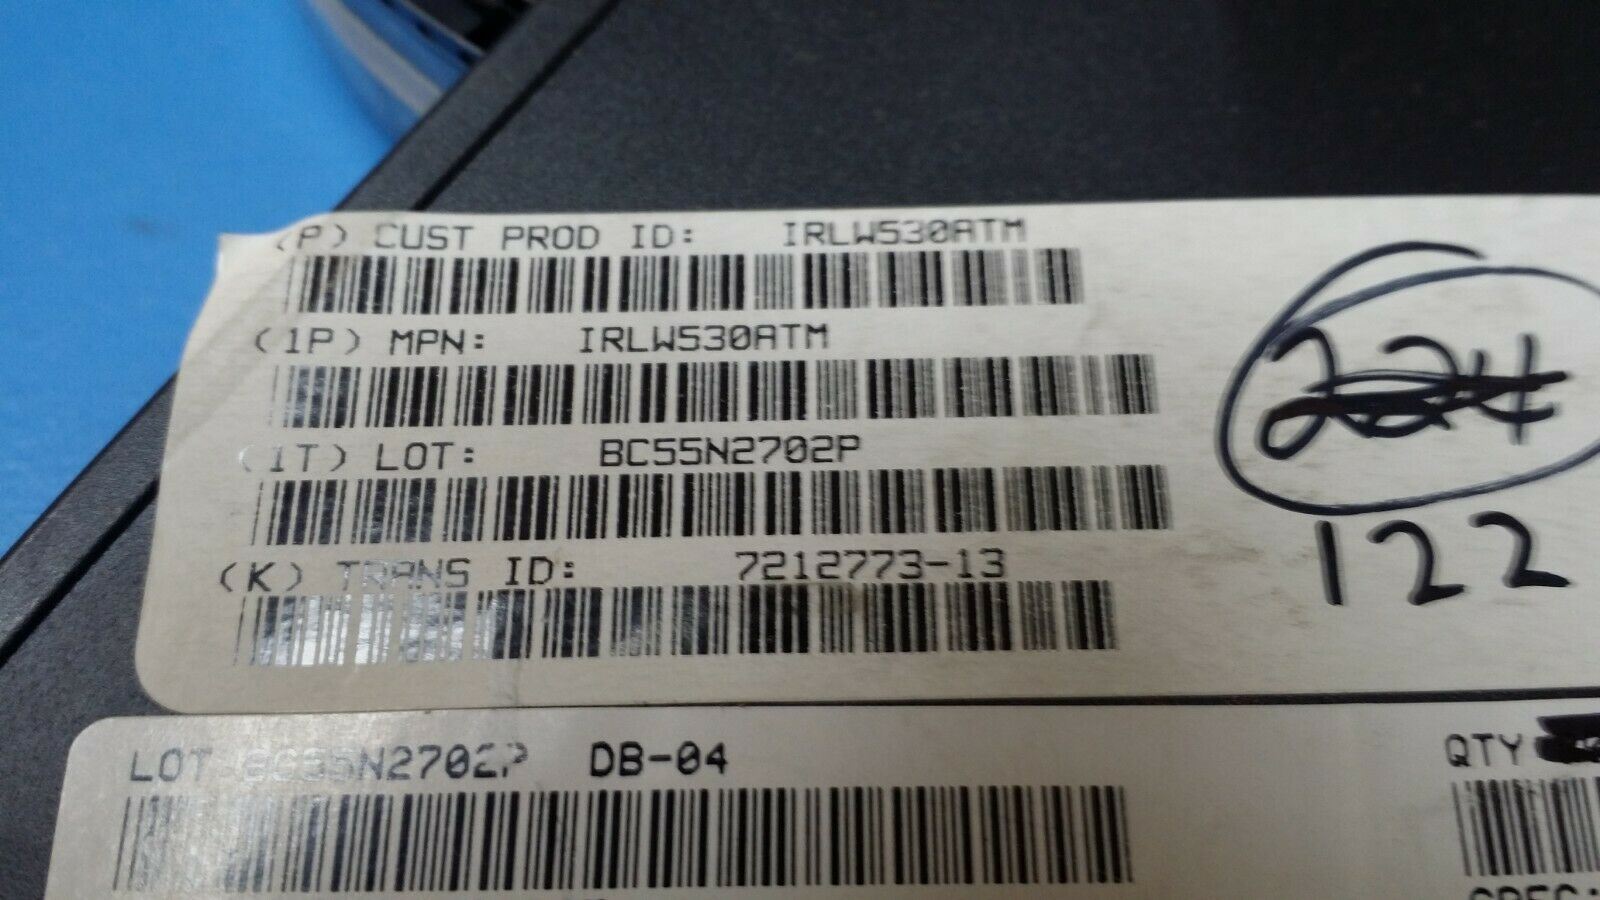 (P) CUST PROD ID: IRLW530ATM
(1P) MPN: IRLW530ATM
(1T) LOT: BC55N2702P
(K) TRANS ID: 7212773-13
224
122
LOT BC55N2702P DB-04
QTY